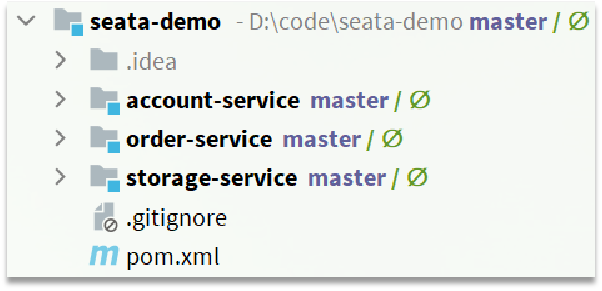 seata-demo - D:\code\seata-demo master / Ø
.idea
account-service master / Ø
order-service master / Ø
storage-service master / Ø
.gitignore
pom.xml